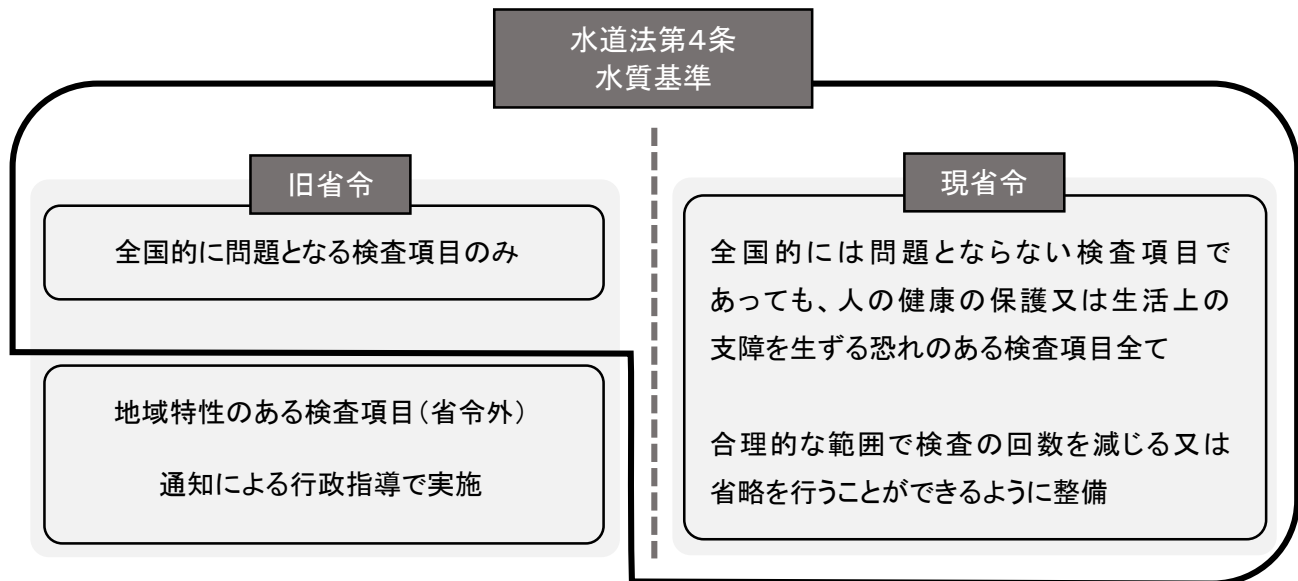 水道法第4条
水質基準
旧省令
全国的に問題となる検査項目のみ
地域特性のある検査項目（省令外）
通知による行政指導で実施
現省令
全国的には問題とならない検査項目で
あっても、人の健康の保護又は生活上の
支障を生ずる恐れのある検査項目全て
合理的な範囲で検査の回数を減じる又は
省略を行うことができるように整備